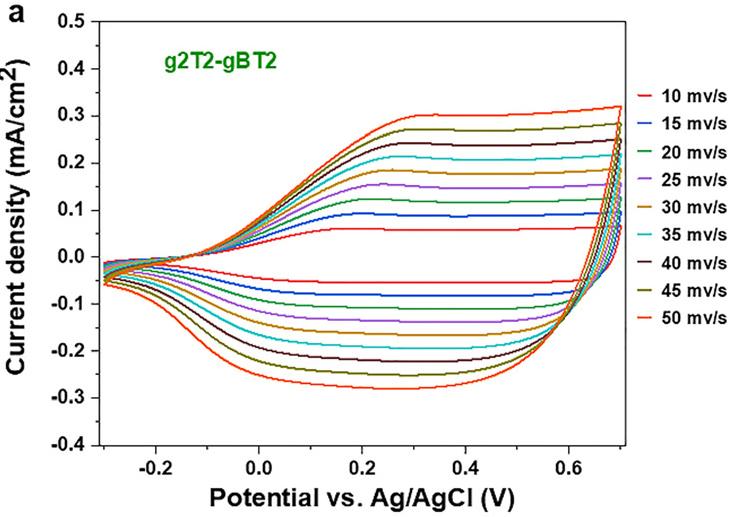 a
g2T2-gBT2
0.5
0.4
0.3
0.2
0.1
0.0
-0.1
-0.2
-0.3
-0.4
Current density (mA/cm2)
-0.2 0.0 0.2 0.4 0.6
Potential vs. Ag/AgCl (V)
10 mv/s
15 mv/s
20 mv/s
25 mv/s
30 mv/s
35 mv/s
40 mv/s
45 mv/s
50 mv/s